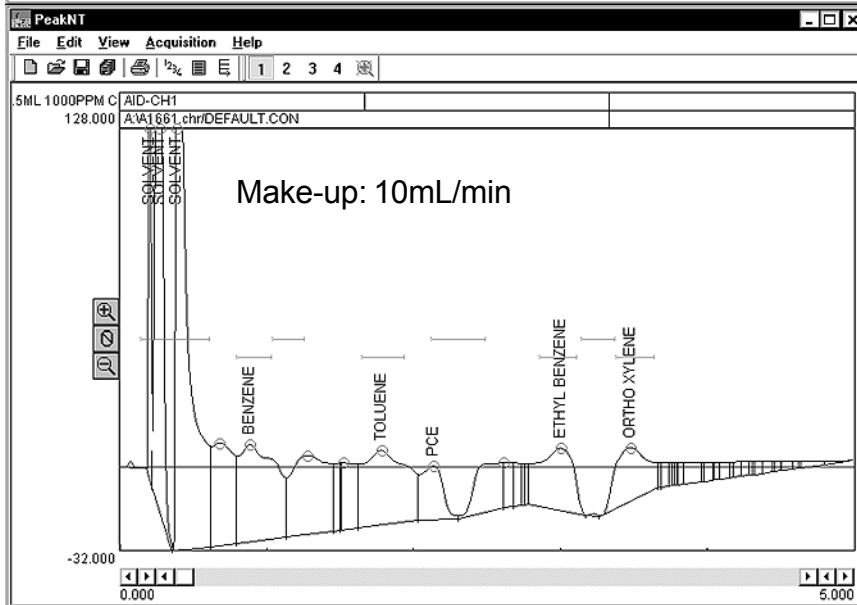 PeakNT
File Edit View Acquisition Help
1 2 3 4
.5ML 1000PPM C AID-CH1
128.000 A:\A1661.chr/DEFAULT.CON
SOLVENT
SOLVENT
SOLVENT
Make-up: 10mL/min
BENZENE
TOLUENE
PCE
ETHYL BENZENE
ORTHO XYLENE
-32.000
0.000 5.000